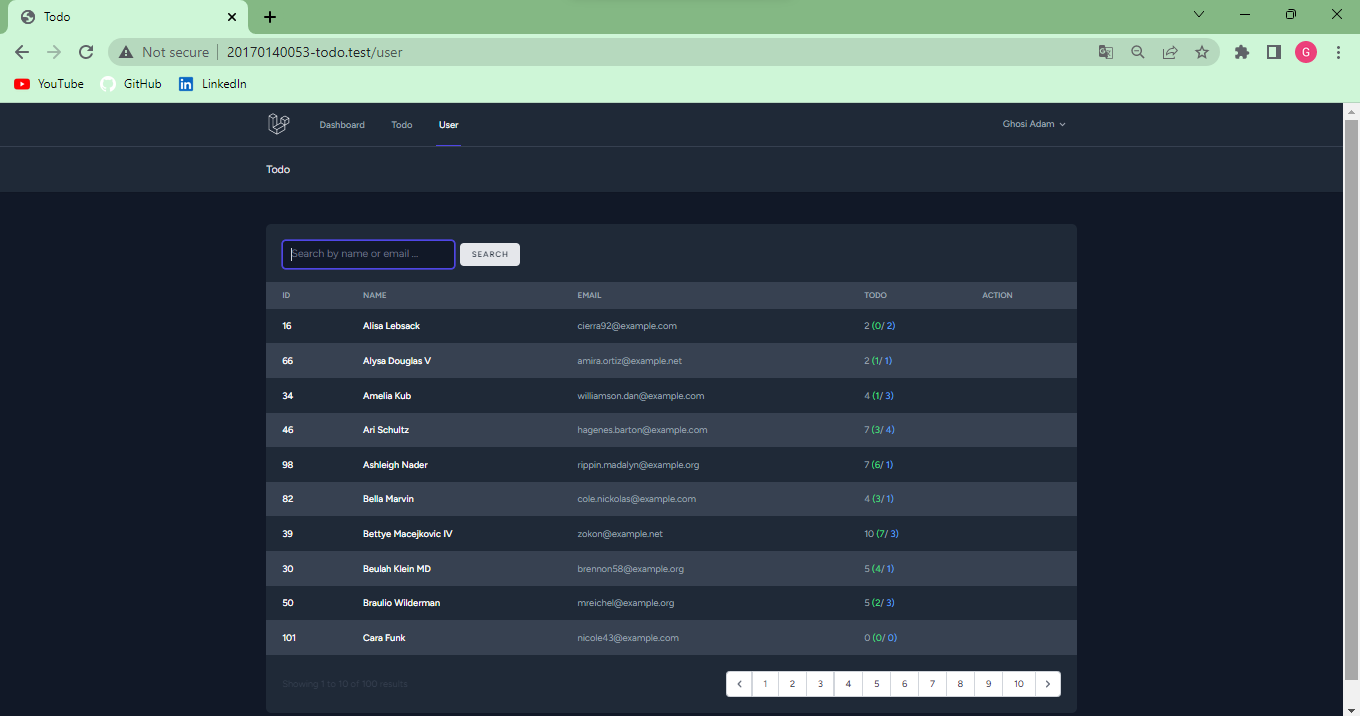 Todo
Not secure 20170140053-todo.test/user G
YouTube GitHub LinkedIn
Dashboard Todo User Ghosi Adam
Todo
Search by name or email ... SEARCH
ID NAME EMAIL TODO ACTION
16 Alisa Lebsack cierra92@example.com 2 (0/ 2)
66 Alysa Douglas V amira.ortiz@example.net 2 (1/ 1)
34 Amelia Kub williamson.dan@example.com 4 (1/ 3)
46 Ari Schultz hagenes.barton@example.com 7 (3/ 4)
98 Ashleigh Nader rippin.madalyn@example.org 7 (6/ 1)
82 Bella Marvin cole.nickolas@example.com 4 (3/ 1)
39 Bettye Macejkovic IV zokon@example.net 10 (7/ 3)
30 Beulah Klein MD brennon58@example.org 5 (4/ 1)
50 Braulio Wilderman mreichel@example.org 5 (2/ 3)
101 Cara Funk nicole43@example.com 0 (0/ 0)
Showing 1 to 10 of 100 results 1 2 3 4 5 6 7 8 9 10